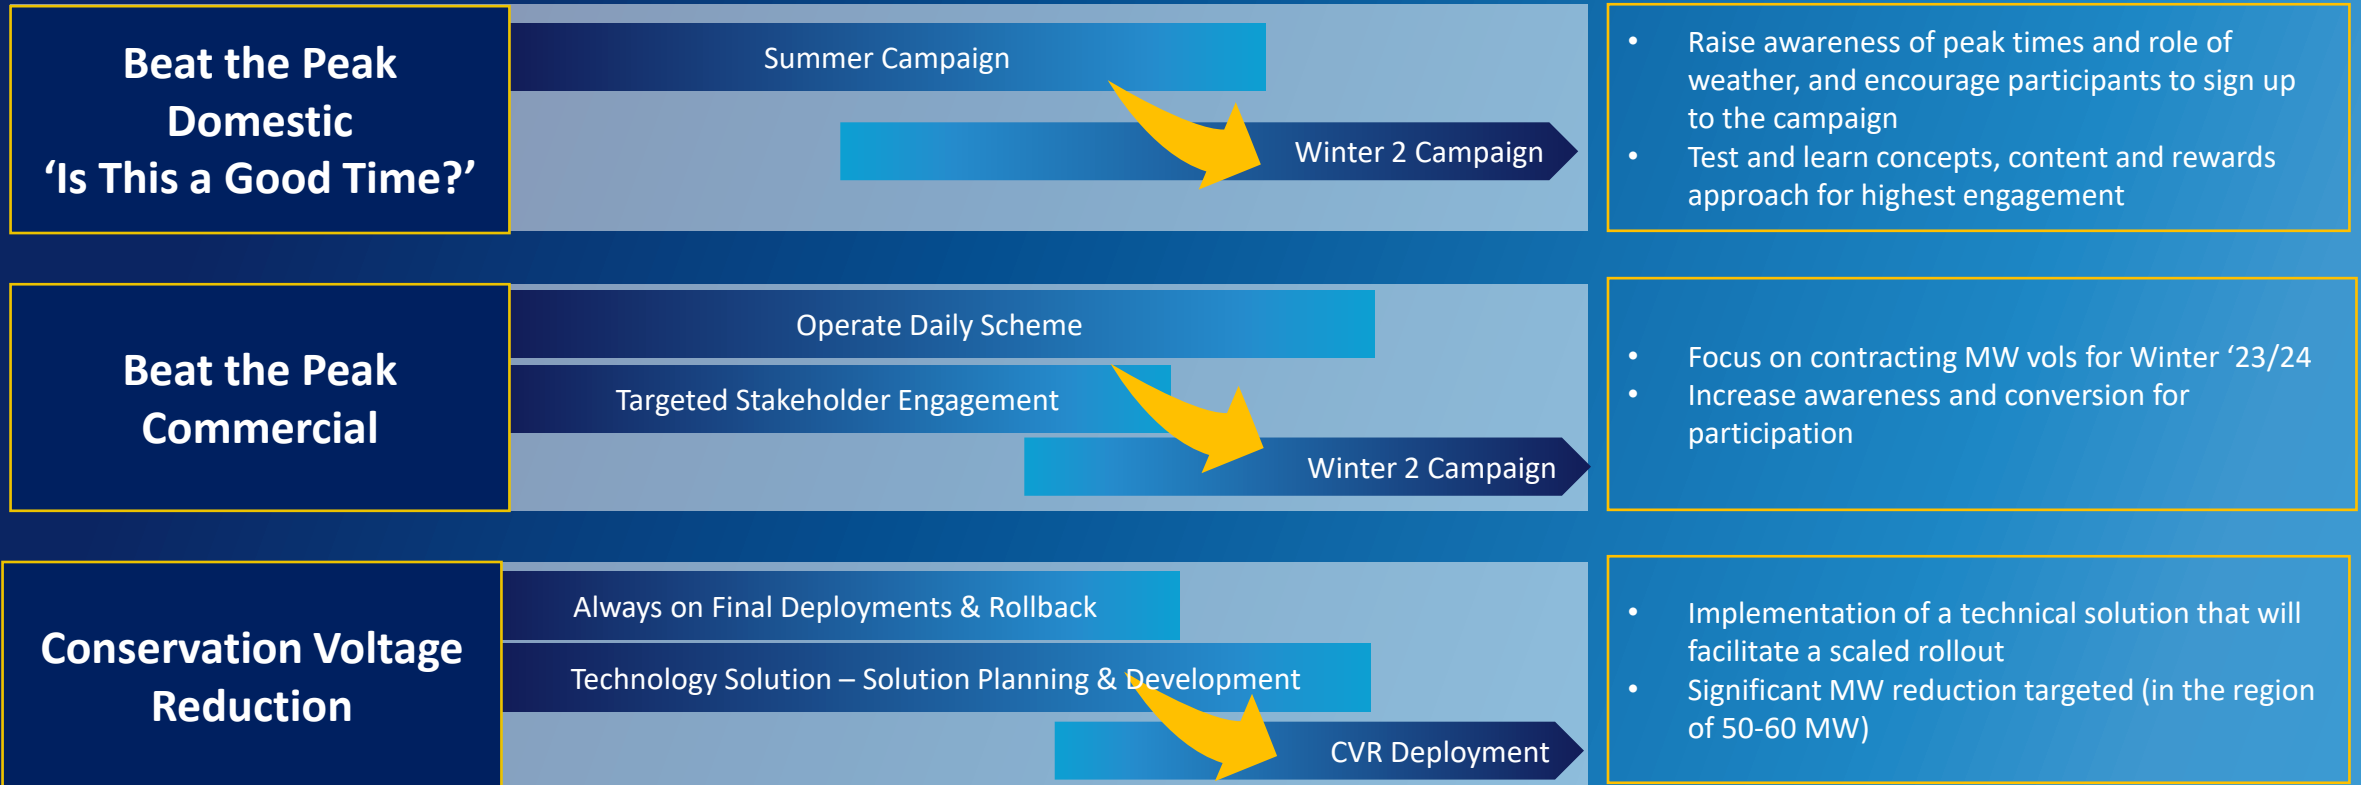 Beat the Peak
Domestic
‘Is This a Good Time?’
Summer Campaign
Winter 2 Campaign
• Raise awareness of peak times and role of
weather, and encourage participants to sign up
to the campaign
• Test and learn concepts, content and rewards
approach for highest engagement
Beat the Peak
Commercial
Operate Daily Scheme
Targeted Stakeholder Engagement
Winter 2 Campaign
• Focus on contracting MW vols for Winter ‘23/24
• Increase awareness and conversion for
participation
Conservation Voltage
Reduction
Always on Final Deployments & Rollback
Technology Solution – Solution Planning & Development
CVR Deployment
• Implementation of a technical solution that will
facilitate a scaled rollout
• Significant MW reduction targeted (in the region
of 50-60 MW)